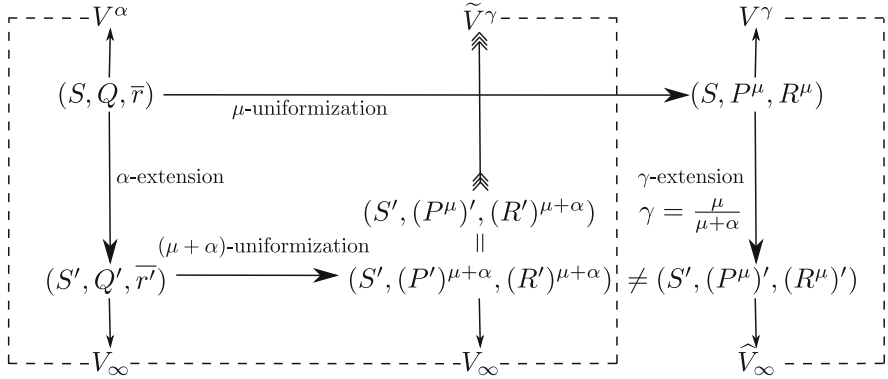 V^α Ṽ^γ V^γ
(S, Q, r̅) (S, P^μ, R^μ)
μ-uniformization
α-extension γ-extension
(S′, (P^μ)′, (R′)^{μ+α}) γ = μ/(μ+α)
(μ + α)-uniformization =
(S′, Q′, r̅′) (S′, (P′)^{μ+α}, (R′)^{μ+α}) ≠ (S′, (P^μ)′, (R^μ)′)
V_∞ V_∞ V̂_∞